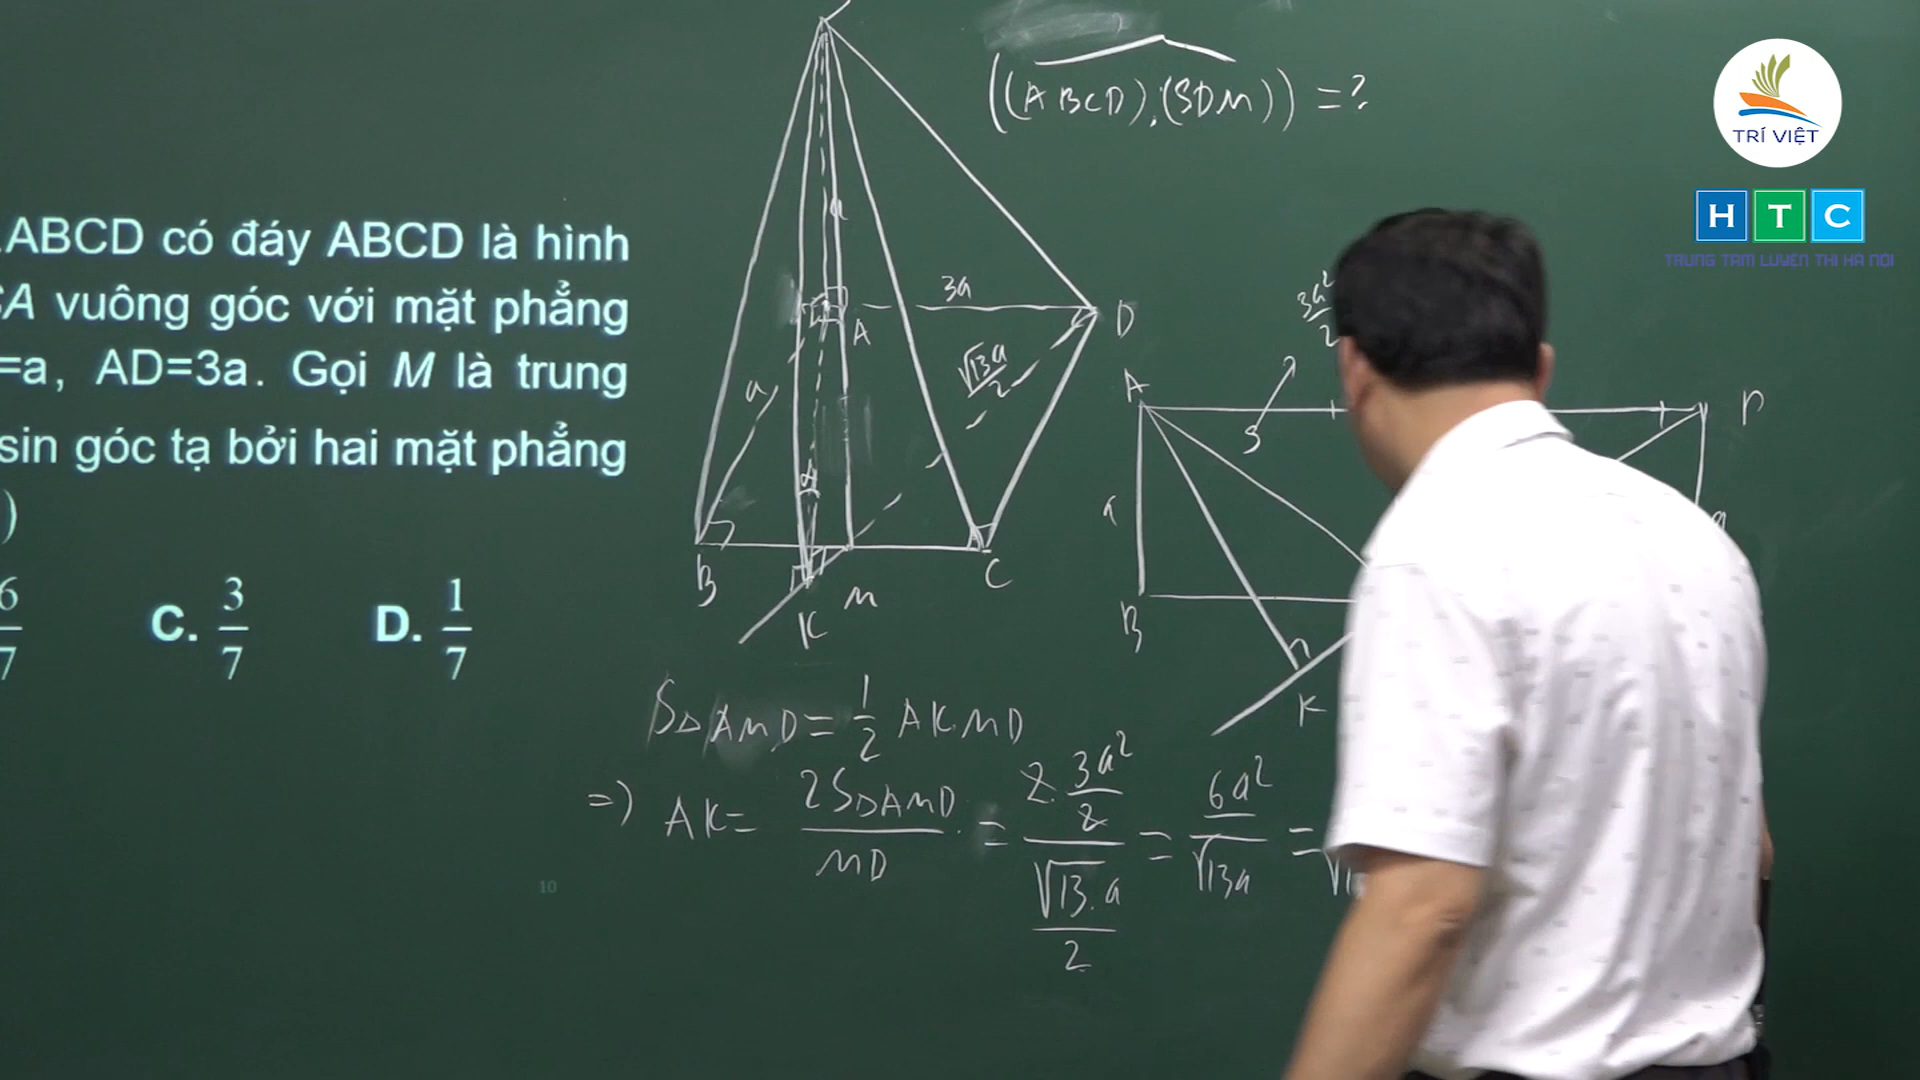 .ABCD có đáy ABCD là hình
SA vuông góc với mặt phẳng
=a, AD=3a. Gọi M là trung
sin góc tạ bởi hai mặt phẳng
)
6/7 C. 3/7 D. 1/7
10
((ABCD);(SDM)) = ?
a
3a
A
D
√13a/2
a
α
B
M
C
K
3a²/2
A
S
D
a
a
B
K
S△AMD = 1/2 AK.MD
=> AK = 2S△AMD/MD = (2.3a²/2)/(√13.a/2) = 6a²/√13a =
TRÍ VIỆT
H T C
TRUNG TÂM LUYỆN THI HÀ NỘI